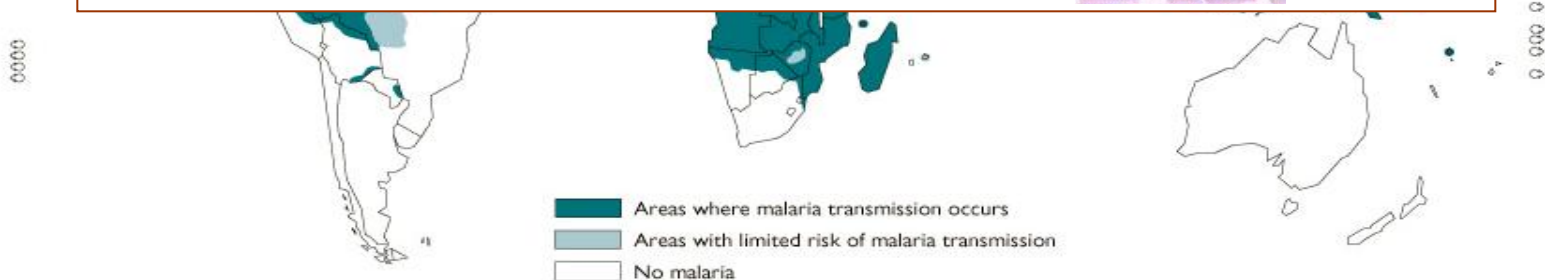 Areas where malaria transmission occurs
Areas with limited risk of malaria transmission
No malaria